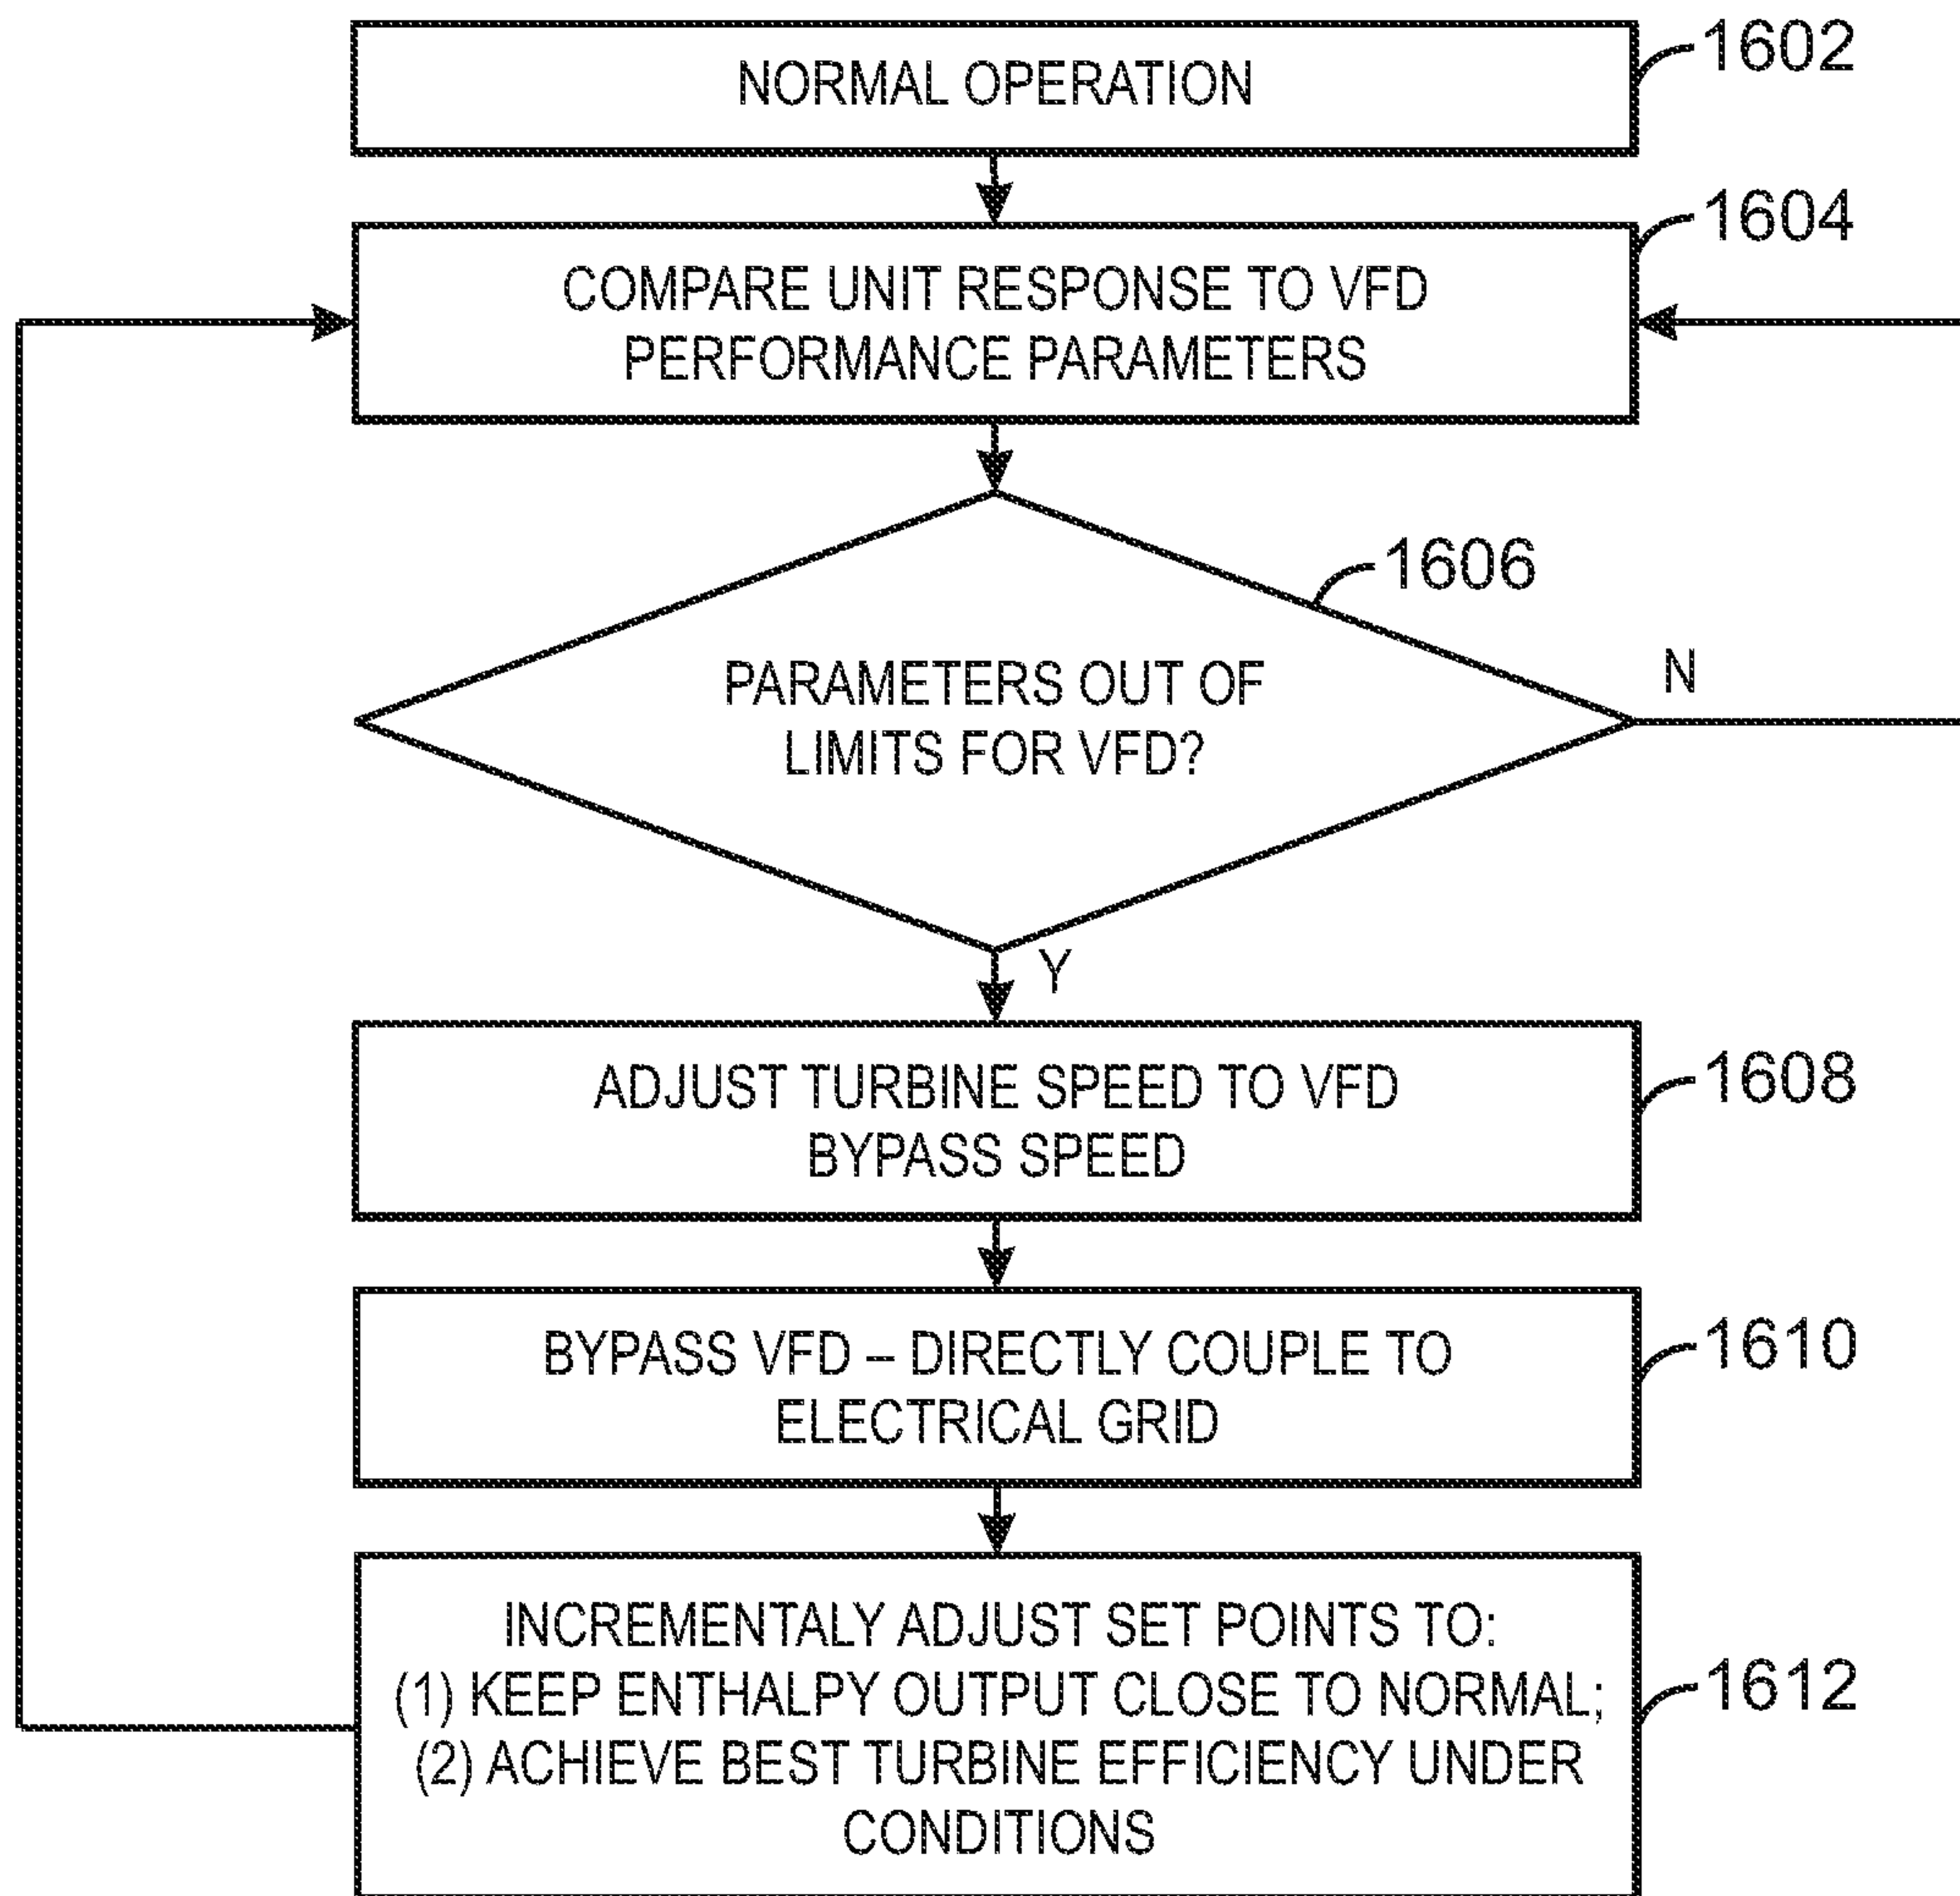 NORMAL OPERATION
1602
1604
COMPARE UNIT RESPONSE TO VFD
PERFORMANCE PARAMETERS
1606
PARAMETERS OUT OF
LIMITS FOR VFD?
N
Y
ADJUST TURBINE SPEED TO VFD
BYPASS SPEED
1608
BYPASS VFD – DIRECTLY COUPLE TO
ELECTRICAL GRID
1610
INCREMENTALY ADJUST SET POINTS TO:
(1) KEEP ENTHALPY OUTPUT CLOSE TO NORMAL;
(2) ACHIEVE BEST TURBINE EFFICIENCY UNDER
CONDITIONS
1612